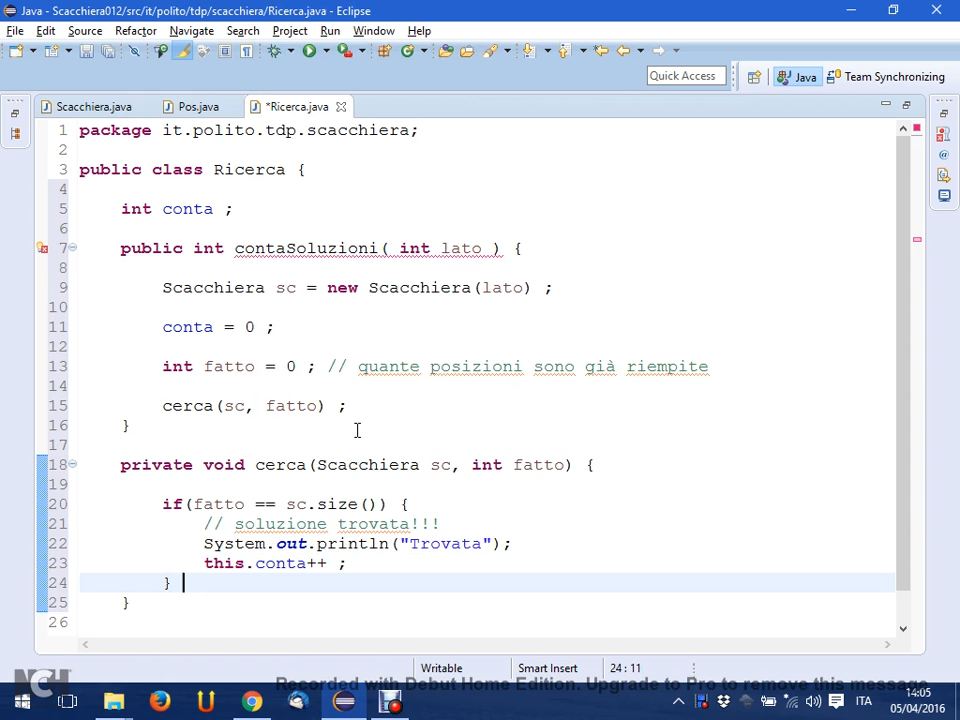 Java - Scacchiera012/src/it/polito/tdp/scacchiera/Ricerca.java - Eclipse
File Edit Source Refactor Navigate Search Project Run Window Help
Quick Access Java Team Synchronizing
Scacchiera.java Pos.java *Ricerca.java
1 package it.polito.tdp.scacchiera;
2
3 public class Ricerca {
4
5 int conta ;
6
7 public int contaSoluzioni( int lato ) {
8
9 Scacchiera sc = new Scacchiera(lato) ;
10
11 conta = 0 ;
12
13 int fatto = 0 ; // quante posizioni sono già riempite
14
15 cerca(sc, fatto) ;
16 }
17
18 private void cerca(Scacchiera sc, int fatto) {
19
20 if(fatto == sc.size()) {
21 // soluzione trovata!!!
22 System.out.println("Trovata");
23 this.conta++ ;
24 }
25 }
26
Writable Smart Insert 24 : 11
NCH
Recorded with Debut Home Edition. Upgrade to Pro to remove this message
ITA
14:05
05/04/2016